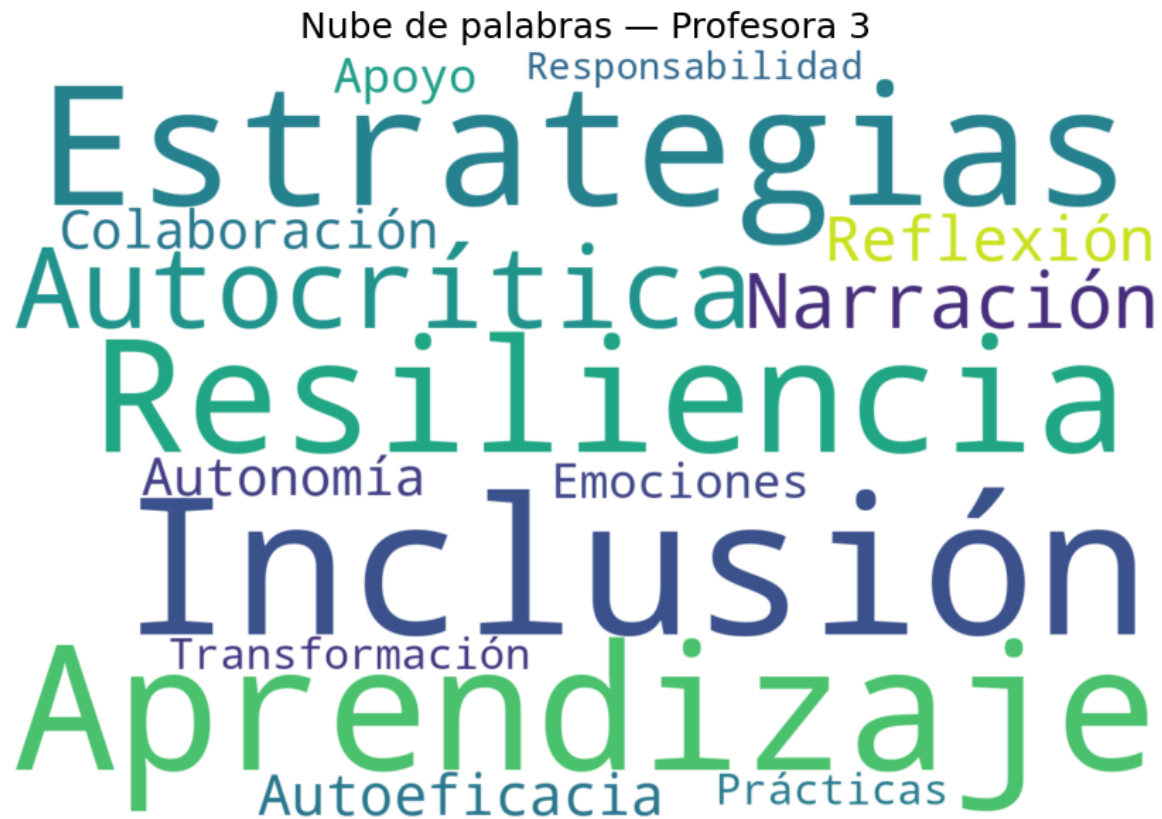 Nube de palabras — Profesora 3
Apoyo Responsabilidad
Estrategias
Colaboración Reflexión
Autocrítica Narración
Resiliencia
Autonomía Emociones
Inclusión
Transformación
Aprendizaje
Autoeficacia Prácticas